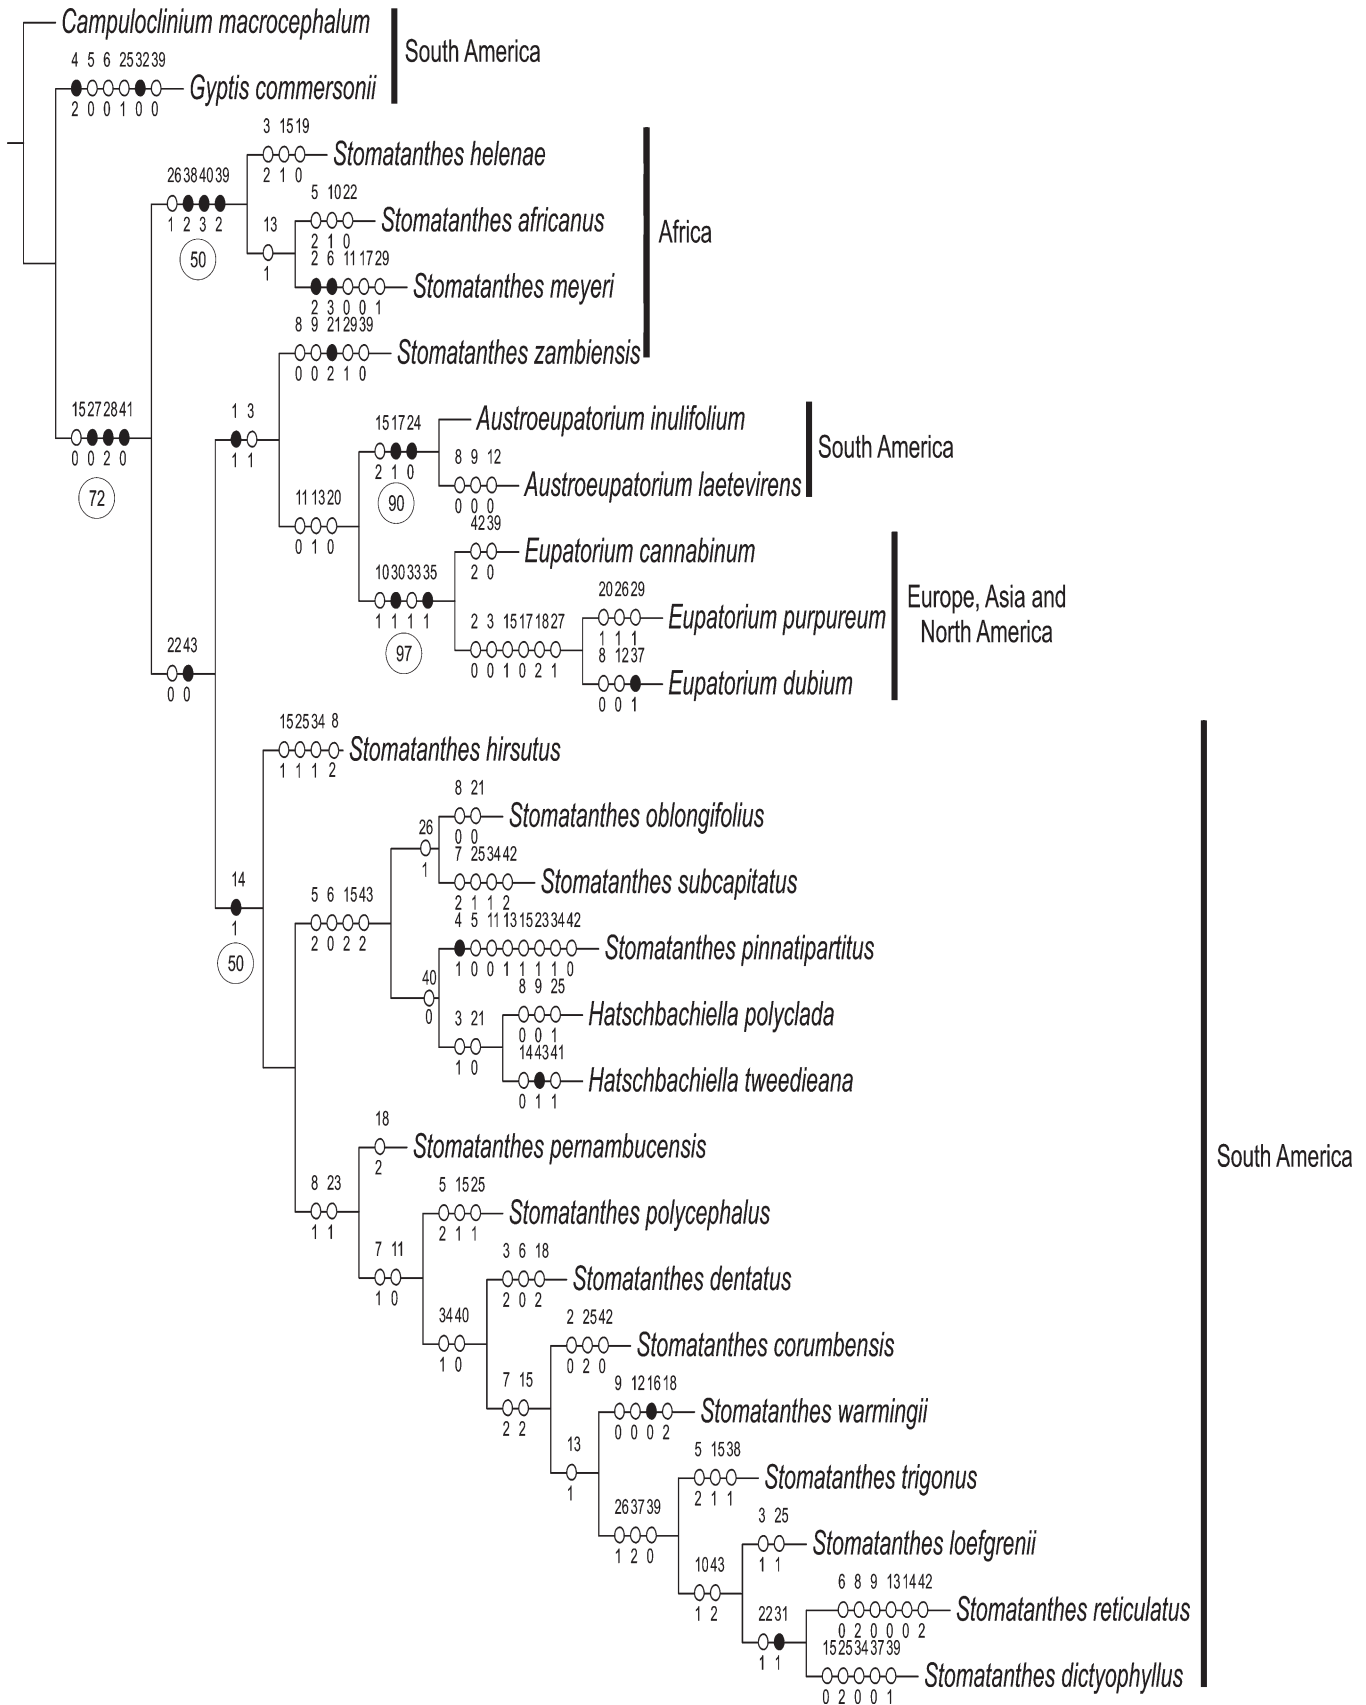 Campuloclinium macrocephalum
South America
4 5 6 25 32 39
Gyptis commersonii
2 0 0 1 0 0
3 15 19
Stomatanthes helenae
2 1 0
26 38 40 39
1 2 3 2
50
5 10 22
Stomatanthes africanus
2 1 0
Africa
13
1
2 6 11 17 29
Stomatanthes meyeri
2 3 0 0 1
8 9 21 29 39
Stomatanthes zambiensis
0 0 2 1 0
15 27 28 41
0 0 2 0
72
1 3
1 1
15 17 24
2 1 0
90
Austroeupatorium inulifolium
South America
8 9 12
Austroeupatorium laetevirens
0 0 0
11 13 20
0 1 0
42 39
Eupatorium cannabinum
2 0
10 30 33 35
1 1 1 1
97
Europe, Asia and
North America
20 26 29
Eupatorium purpureum
1 1 1
2 3 15 17 18 27
0 0 1 0 2 1
8 12 37
Eupatorium dubium
0 0 1
22 43
0 0
15 25 34 8
Stomatanthes hirsutus
1 1 1 2
8 21
Stomatanthes oblongifolius
0 0
26
1
7 25 34 42
Stomatanthes subcapitatus
2 1 1 2
14
1
50
5 6 15 43
2 0 2 2
4 5 11 13 15 23 34 42
Stomatanthes pinnatipartitus
1 0 0 1 1 1 1 0
40
0
8 9 25
Hatschbachiella polyclada
0 0 1
3 21
1 0
14 43 41
Hatschbachiella tweedieana
0 1 1
18
Stomatanthes pernambucensis
2
South America
8 23
1 1
5 15 25
Stomatanthes polycephalus
2 1 1
7 11
1 0
3 6 18
Stomatanthes dentatus
2 0 2
34 40
1 0
2 25 42
Stomatanthes corumbensis
0 2 0
7 15
2 2
9 12 16 18
Stomatanthes warmingii
0 0 0 2
13
1
5 15 38
Stomatanthes trigonus
2 1 1
26 37 39
1 2 0
3 25
Stomatanthes loefgrenii
1 1
10 43
1 2
6 8 9 13 14 42
Stomatanthes reticulatus
0 2 0 0 0 2
22 31
1 1
15 25 34 37 39
Stomatanthes dictyophyllus
0 2 0 0 1